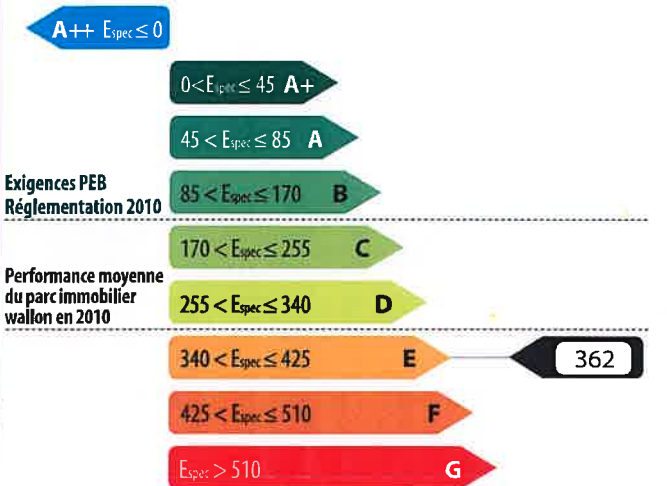 A++ Espec ≤ 0
0 < Espec ≤ 45 A+
45 < Espec ≤ 85 A
Exigences PEB
Réglementation 2010
85 < Espec ≤ 170 B
170 < Espec ≤ 255 C
Performance moyenne
du parc immobilier
wallon en 2010
255 < Espec ≤ 340 D
340 < Espec ≤ 425 E
362
425 < Espec ≤ 510 F
Espec > 510 G